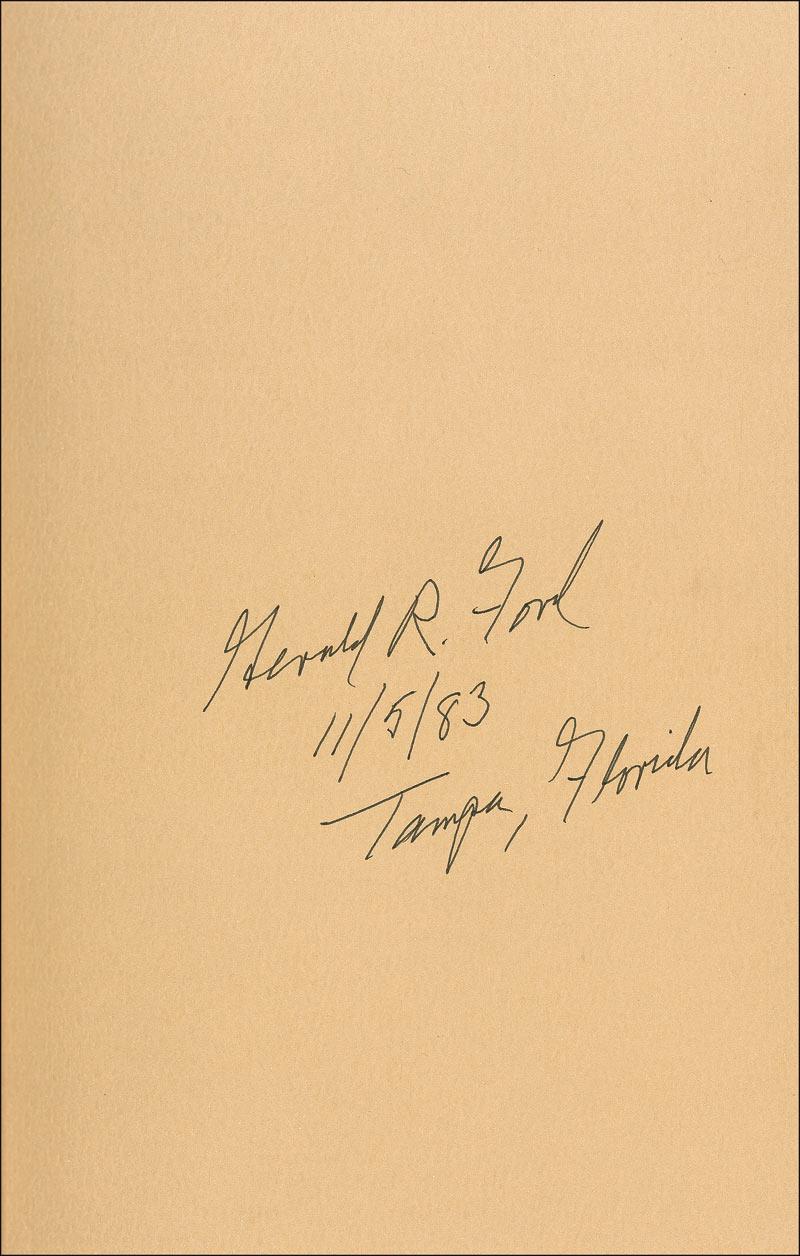 Gerald R. Ford
11/5/83
Tampa, Florida